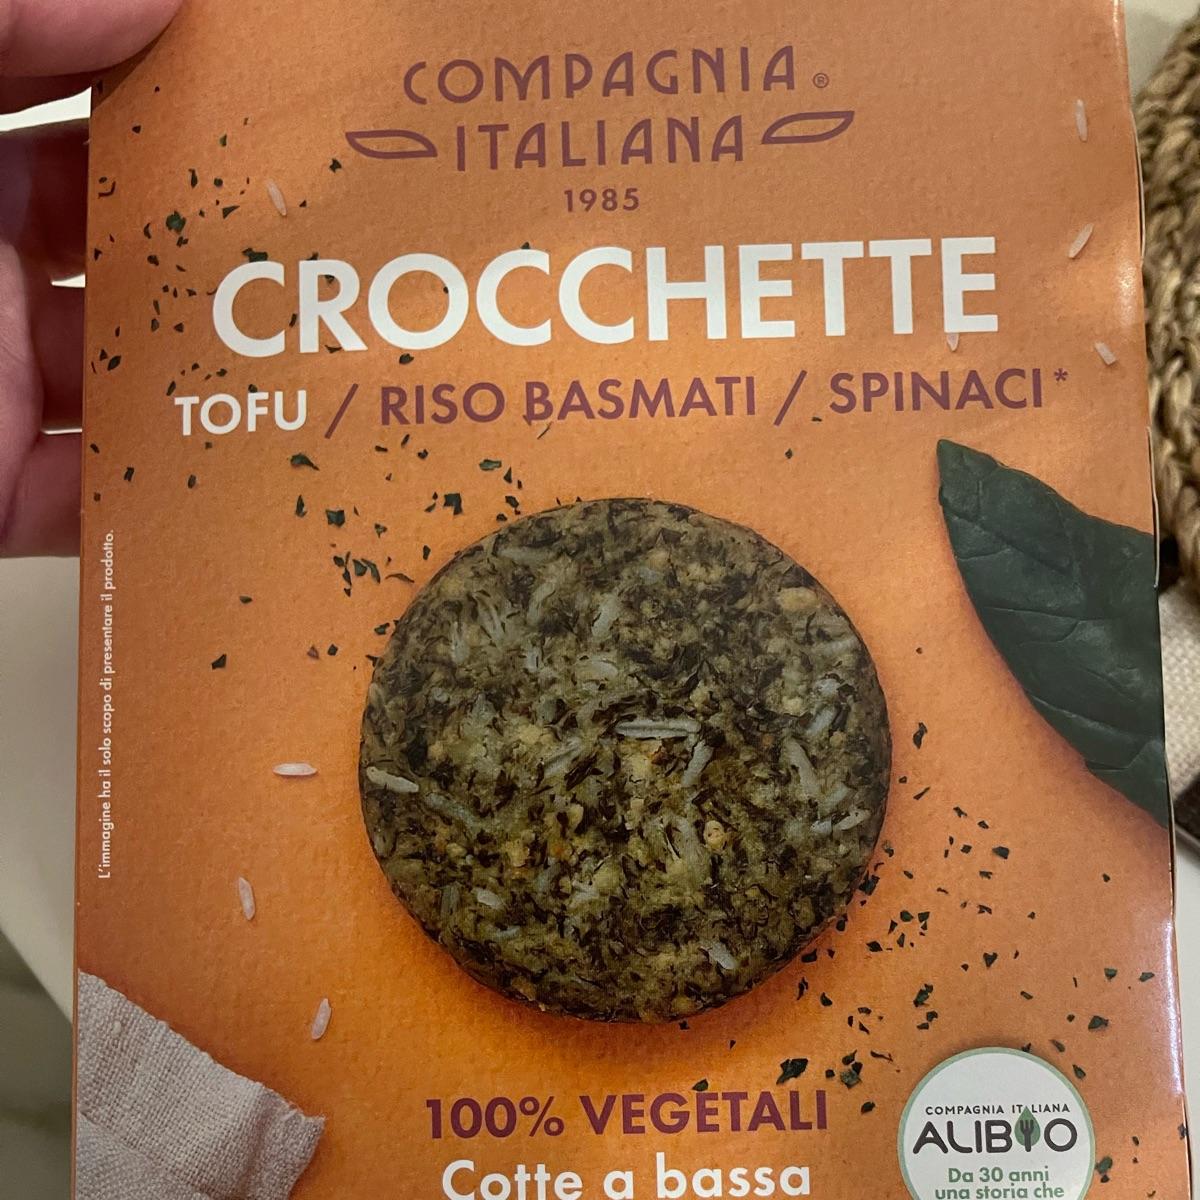 COMPAGNIA®
ITALIANA
1985
CROCCHETTE
TOFU / RISO BASMATI / SPINACI*
L'immagine ha il solo scopo di presentare il prodotto.
100% VEGETALI
Cotte a bassa
COMPAGNIA ITALIANA
ALIBIO
Da 30 anni
una storia che